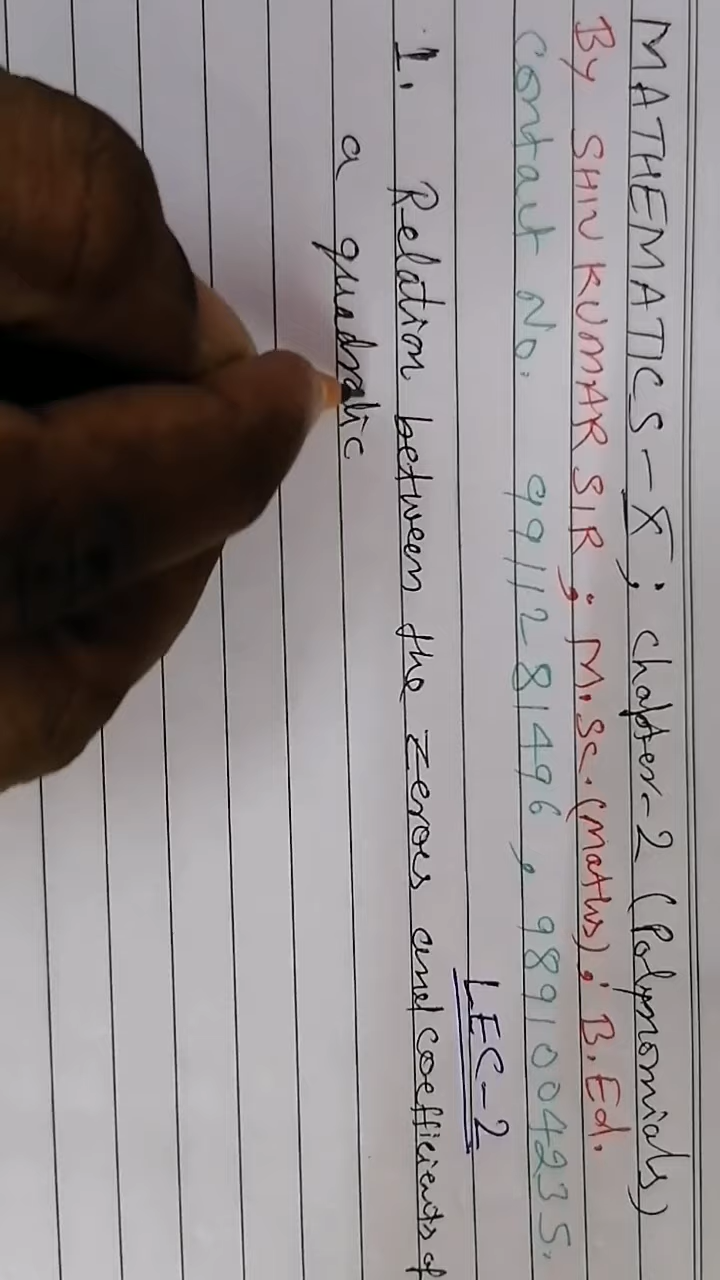 MATHEMATICS-X; Chapter-2 (Polynomials)
By SHIV KUMAR SIR; M.Sc.(Maths); B.Ed.
Contact No. 9911281496, 9891004235.
LEC-2
1. Relation between the zeroes and coefficients of
a quadratic